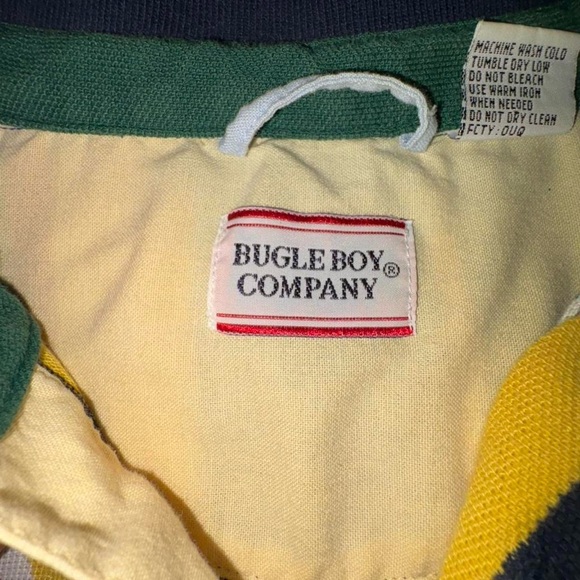 MACHINE WASH COLD
TUMBLE DRY LOW
DO NOT BLEACH
USE WARM IRON
WHEN NEEDED
DO NOT DRY CLEAN
FCTY: OUQ
BUGLE BOY®
COMPANY